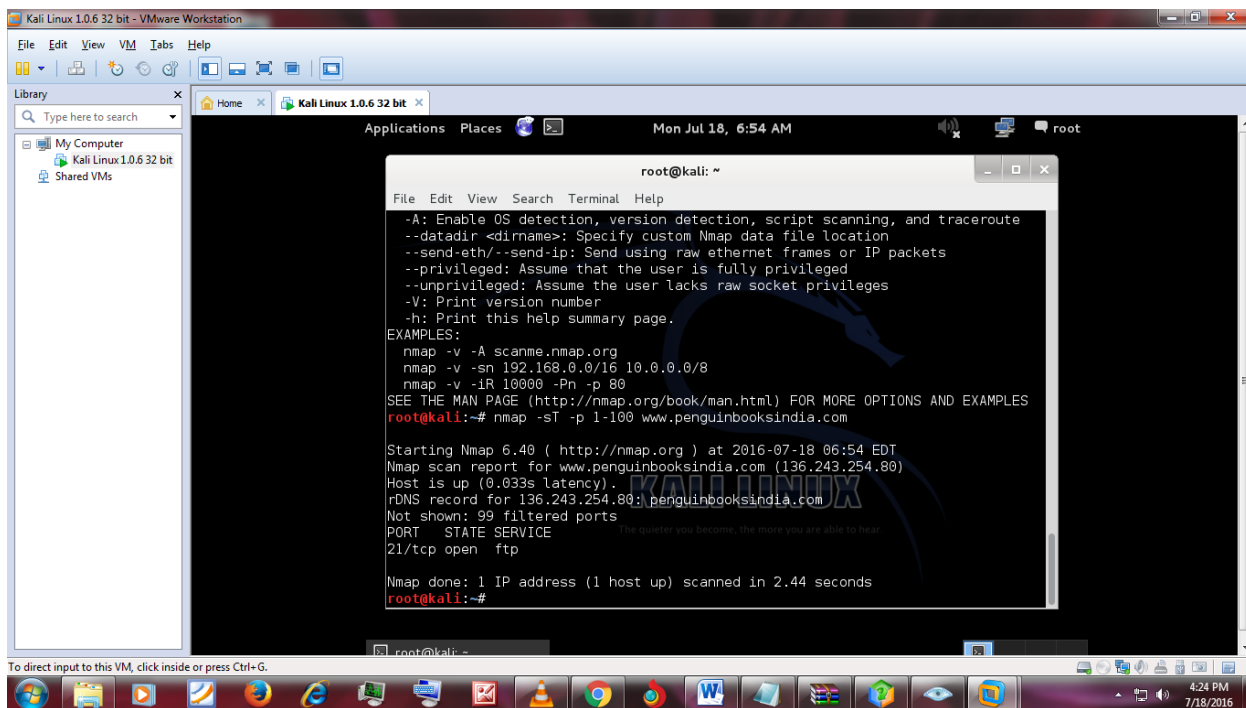 Kali Linux 1.0.6 32 bit - VMware Workstation
File Edit View VM Tabs Help
Library
Type here to search
My Computer
Kali Linux 1.0.6 32 bit
Shared VMs
Home
Kali Linux 1.0.6 32 bit
Applications Places Mon Jul 18, 6:54 AM root
root@kali: ~
File Edit View Search Terminal Help
-A: Enable OS detection, version detection, script scanning, and traceroute
--datadir <dirname>: Specify custom Nmap data file location
--send-eth/--send-ip: Send using raw ethernet frames or IP packets
--privileged: Assume that the user is fully privileged
--unprivileged: Assume the user lacks raw socket privileges
-V: Print version number
-h: Print this help summary page.
EXAMPLES:
nmap -v -A scanme.nmap.org
nmap -v -sn 192.168.0.0/16 10.0.0.0/8
nmap -v -iR 10000 -Pn -p 80
SEE THE MAN PAGE (http://nmap.org/book/man.html) FOR MORE OPTIONS AND EXAMPLES
root@kali:~# nmap -sT -p 1-100 www.penguinbooksindia.com
Starting Nmap 6.40 ( http://nmap.org ) at 2016-07-18 06:54 EDT
Nmap scan report for www.penguinbooksindia.com (136.243.254.80)
Host is up (0.033s latency).
rDNS record for 136.243.254.80: penguinbooksindia.com
KALI LINUX
Not shown: 99 filtered ports
The quieter you become, the more you are able to hear
PORT STATE SERVICE
21/tcp open ftp
Nmap done: 1 IP address (1 host up) scanned in 2.44 seconds
root@kali:~#
root@kali: ~
To direct input to this VM, click inside or press Ctrl+G.
4:24 PM
7/18/2016